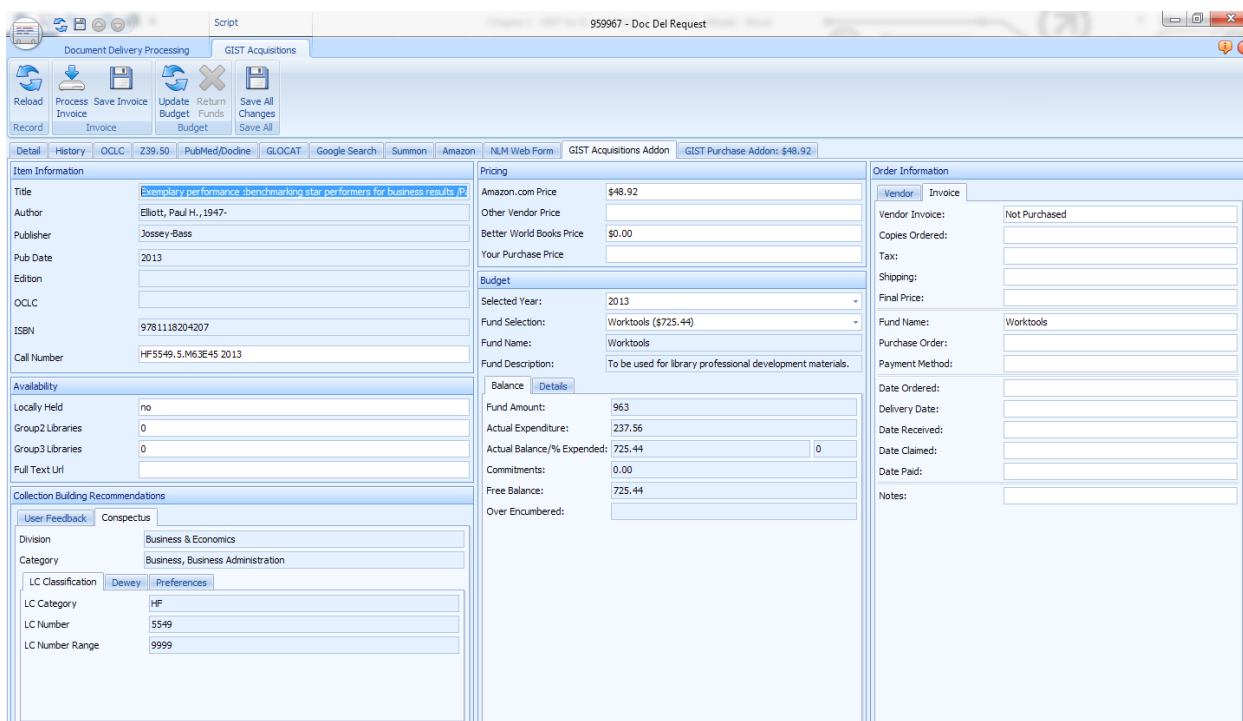 Script
959967 - Doc Del Request
Document Delivery Processing
GIST Acquisitions
Reload
Process Invoice
Save Invoice
Update Budget
Return Funds
Save All Changes
Record
Invoice
Budget
Save All
Detail
History
OCLC
Z39.50
PubMed/Docline
GLOCAT
Google Search
Summon
Amazon
NLM Web Form
GIST Acquisitions Addon
GIST Purchase Addon: $48.92
Item Information
Title Exemplary performance :benchmarking star performers for business results /Pa
Author Elliott, Paul H.,1947-
Publisher Jossey-Bass
Pub Date 2013
Edition
OCLC
ISBN 9781118204207
Call Number HF5549.5.M63E45 2013
Availability
Locally Held no
Group2 Libraries 0
Group3 Libraries 0
Full Text Url
Collection Building Recommendations
User Feedback Conspectus
Division Business & Economics
Category Business, Business Administration
LC Classification Dewey Preferences
LC Category HF
LC Number 5549
LC Number Range 9999
Pricing
Amazon.com Price $48.92
Other Vendor Price
Better World Books Price $0.00
Your Purchase Price
Budget
Selected Year: 2013
Fund Selection: Worktools ($725.44)
Fund Name: Worktools
Fund Description: To be used for library professional development materials.
Balance Details
Fund Amount: 963
Actual Expenditure: 237.56
Actual Balance/% Expended: 725.44 0
Commitments: 0.00
Free Balance: 725.44
Over Encumbered:
Order Information
Vendor Invoice
Vendor Invoice: Not Purchased
Copies Ordered:
Tax:
Shipping:
Final Price:
Fund Name: Worktools
Purchase Order:
Payment Method:
Date Ordered:
Delivery Date:
Date Received:
Date Claimed:
Date Paid:
Notes: